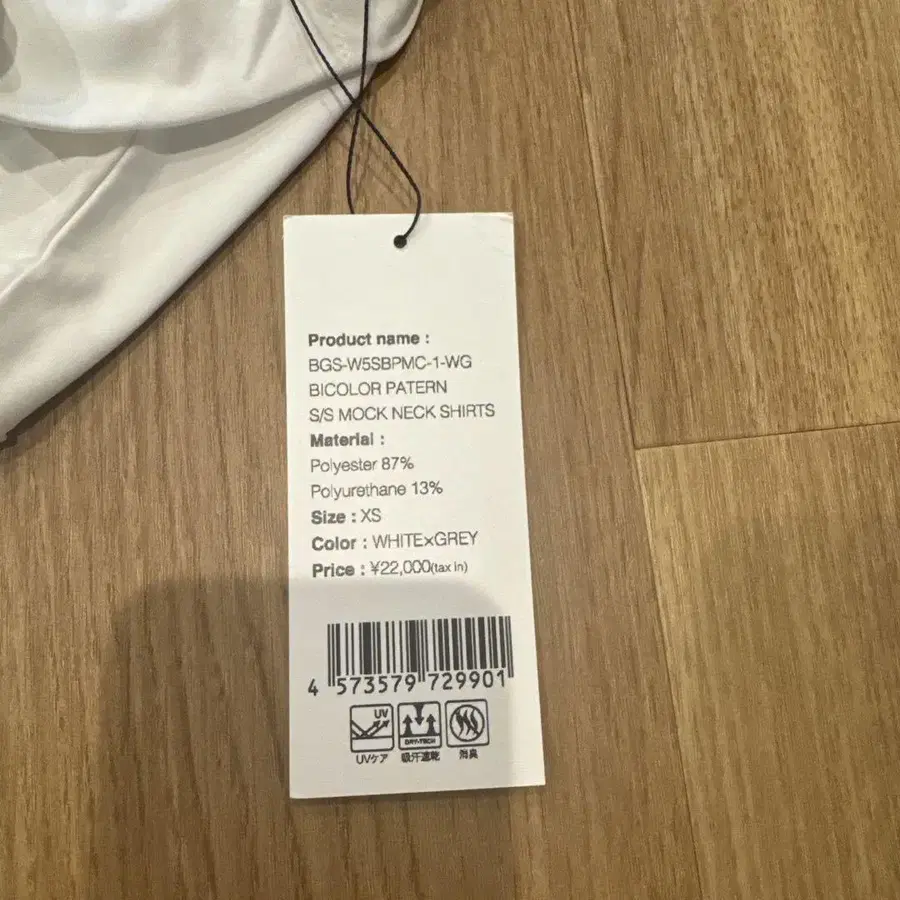 Product name :
BGS-W5SBPMC-1-WG
BICOLOR PATERN
S/S MOCK NECK SHIRTS
Material :
Polyester 87%
Polyurethane 13%
Size : XS
Color : WHITE×GREY
Price : ¥22,000(tax in)
4 573579 729901
UV DRY-TECH
UVケア 吸汗速乾 消臭